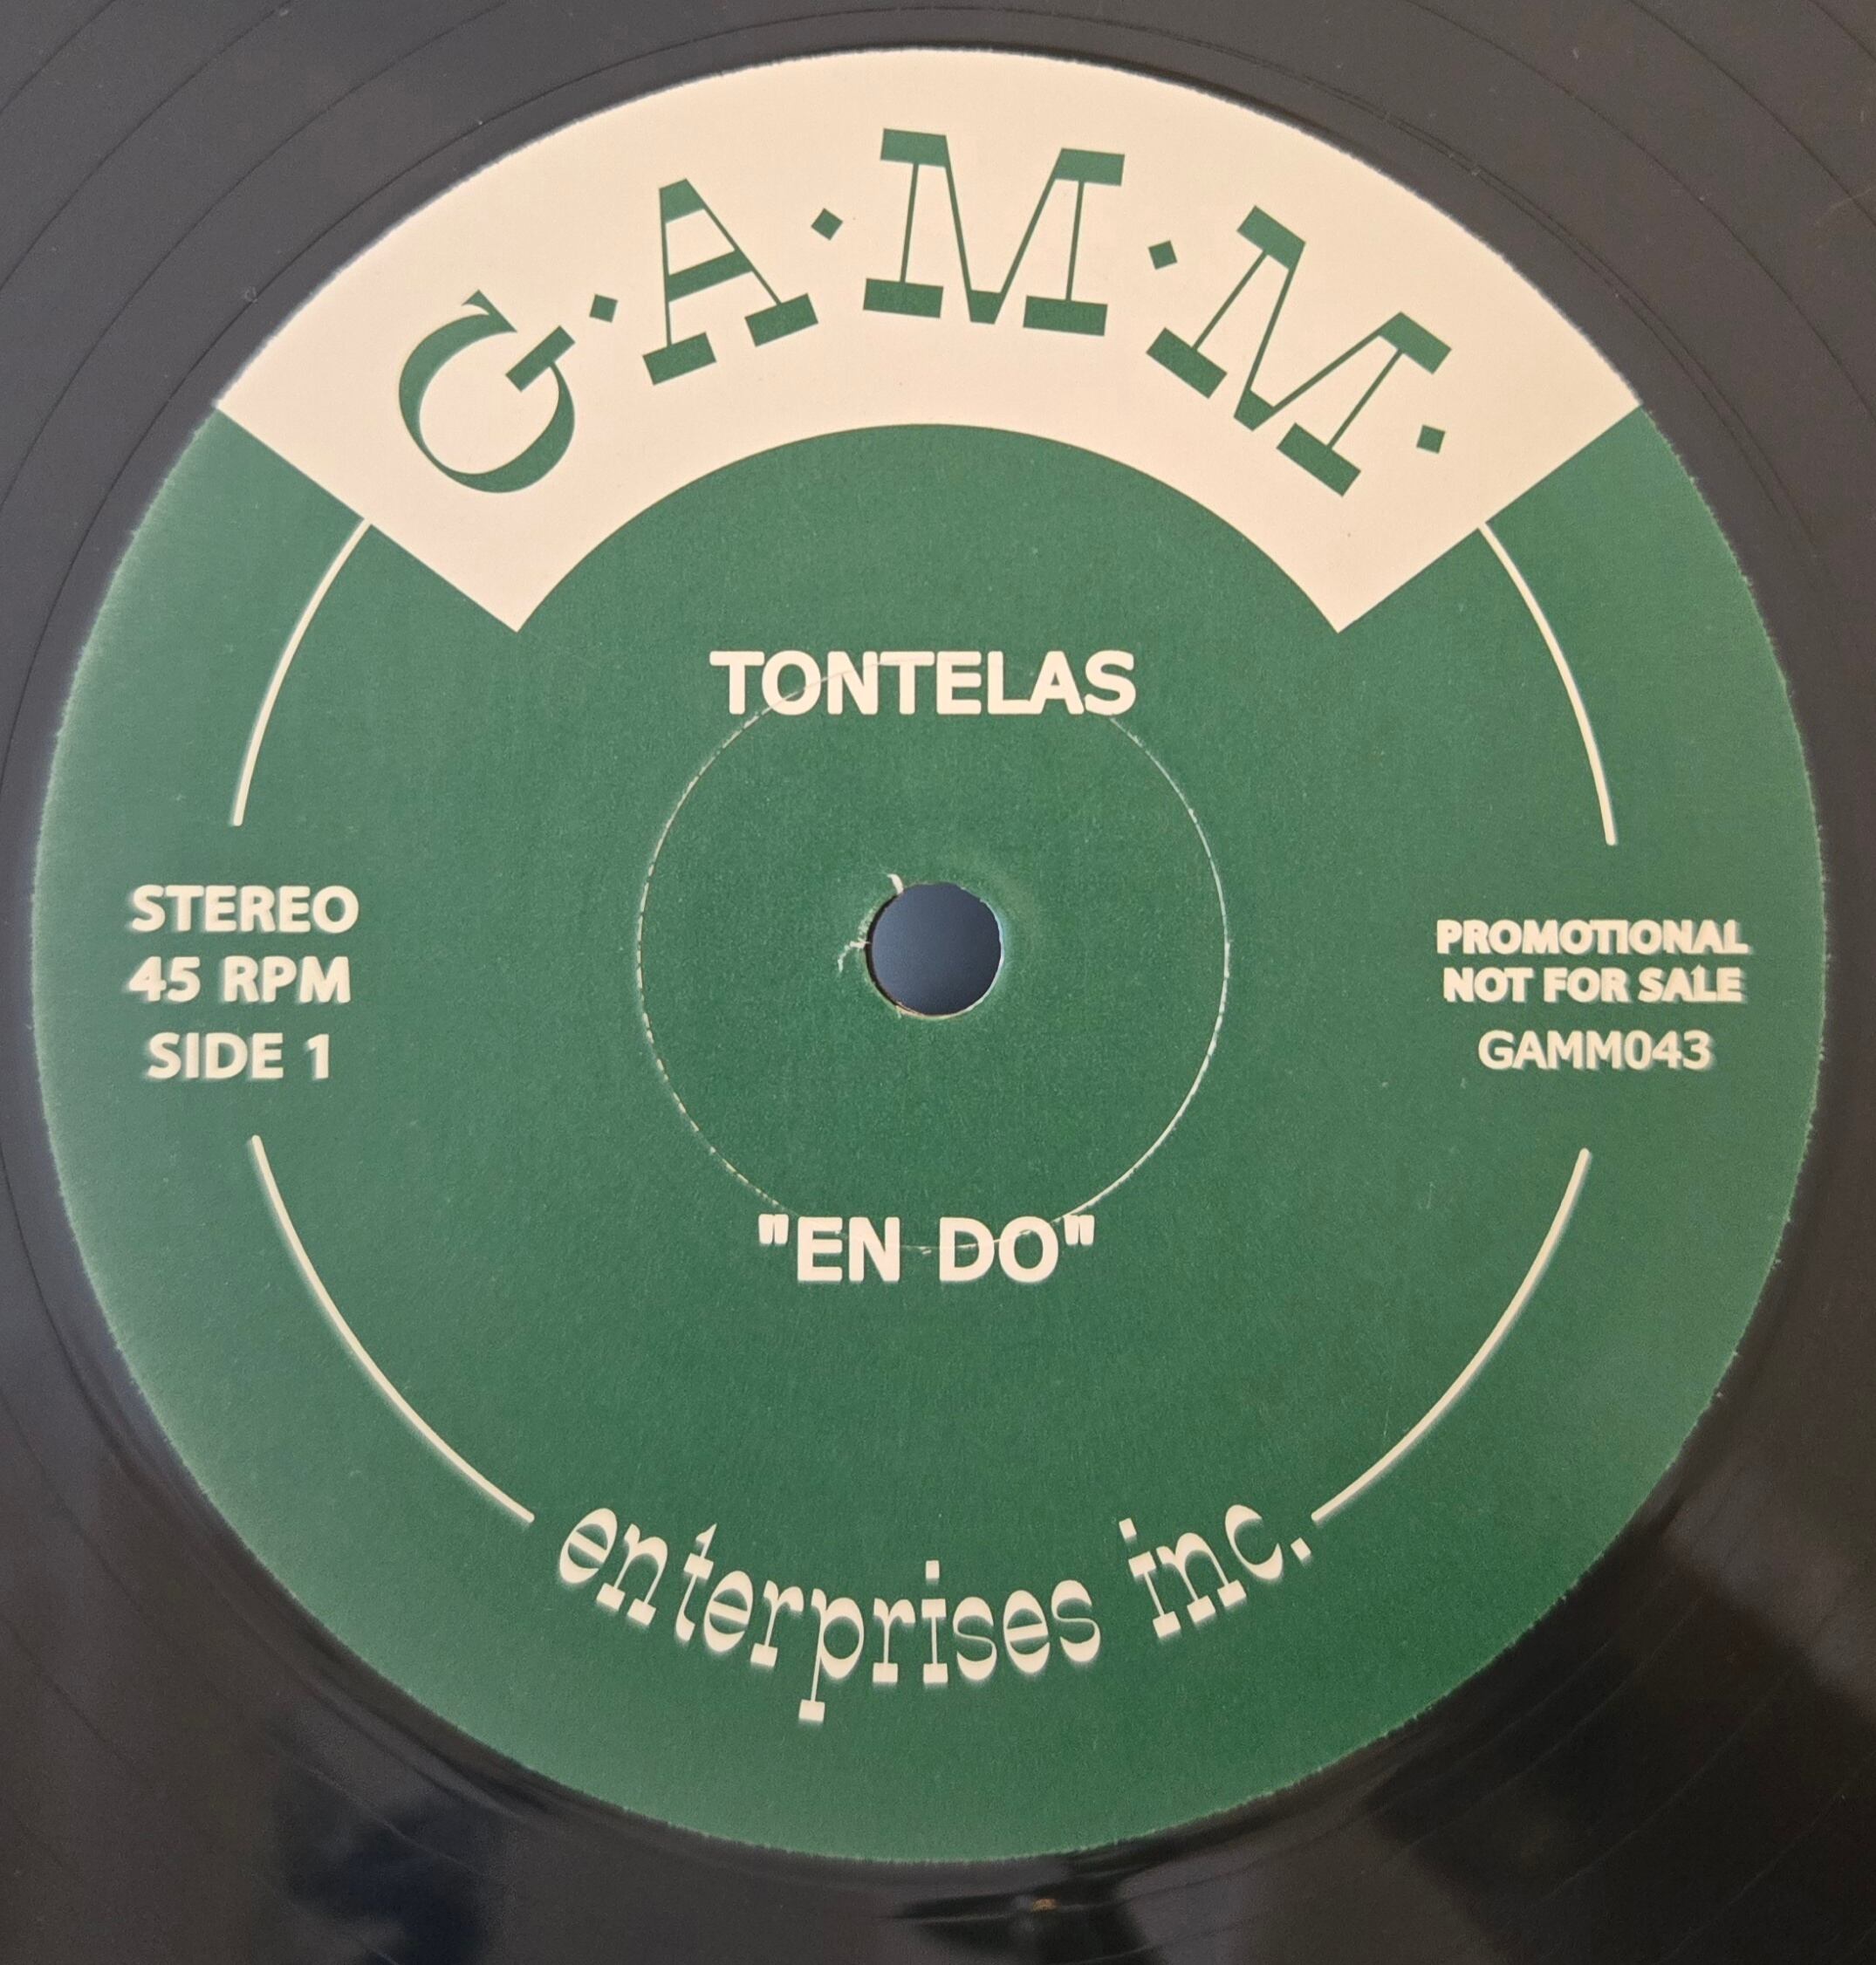 G·A·M·M·
TONTELAS
STEREO
45 RPM
SIDE 1
PROMOTIONAL
NOT FOR SALE
GAMM043
"EN DO"
enterprises inc.